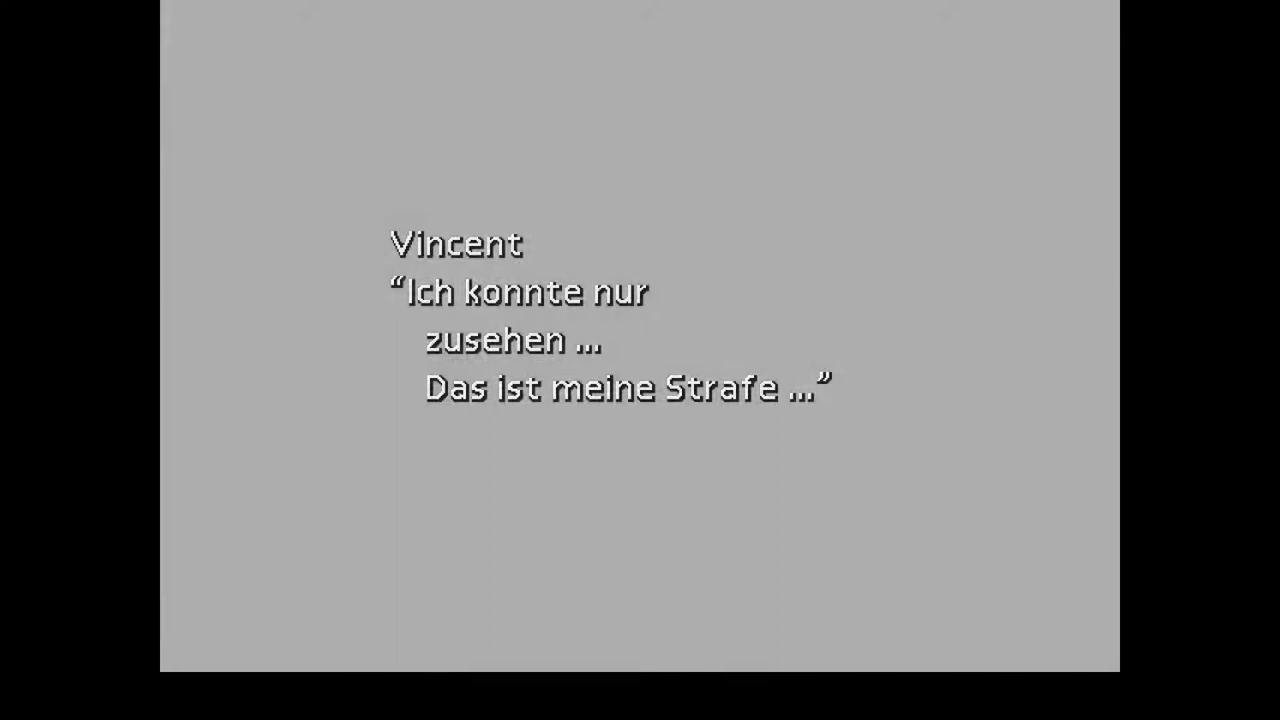 Vincent
“Ich konnte nur
zusehen ...
Das ist meine Strafe ...”